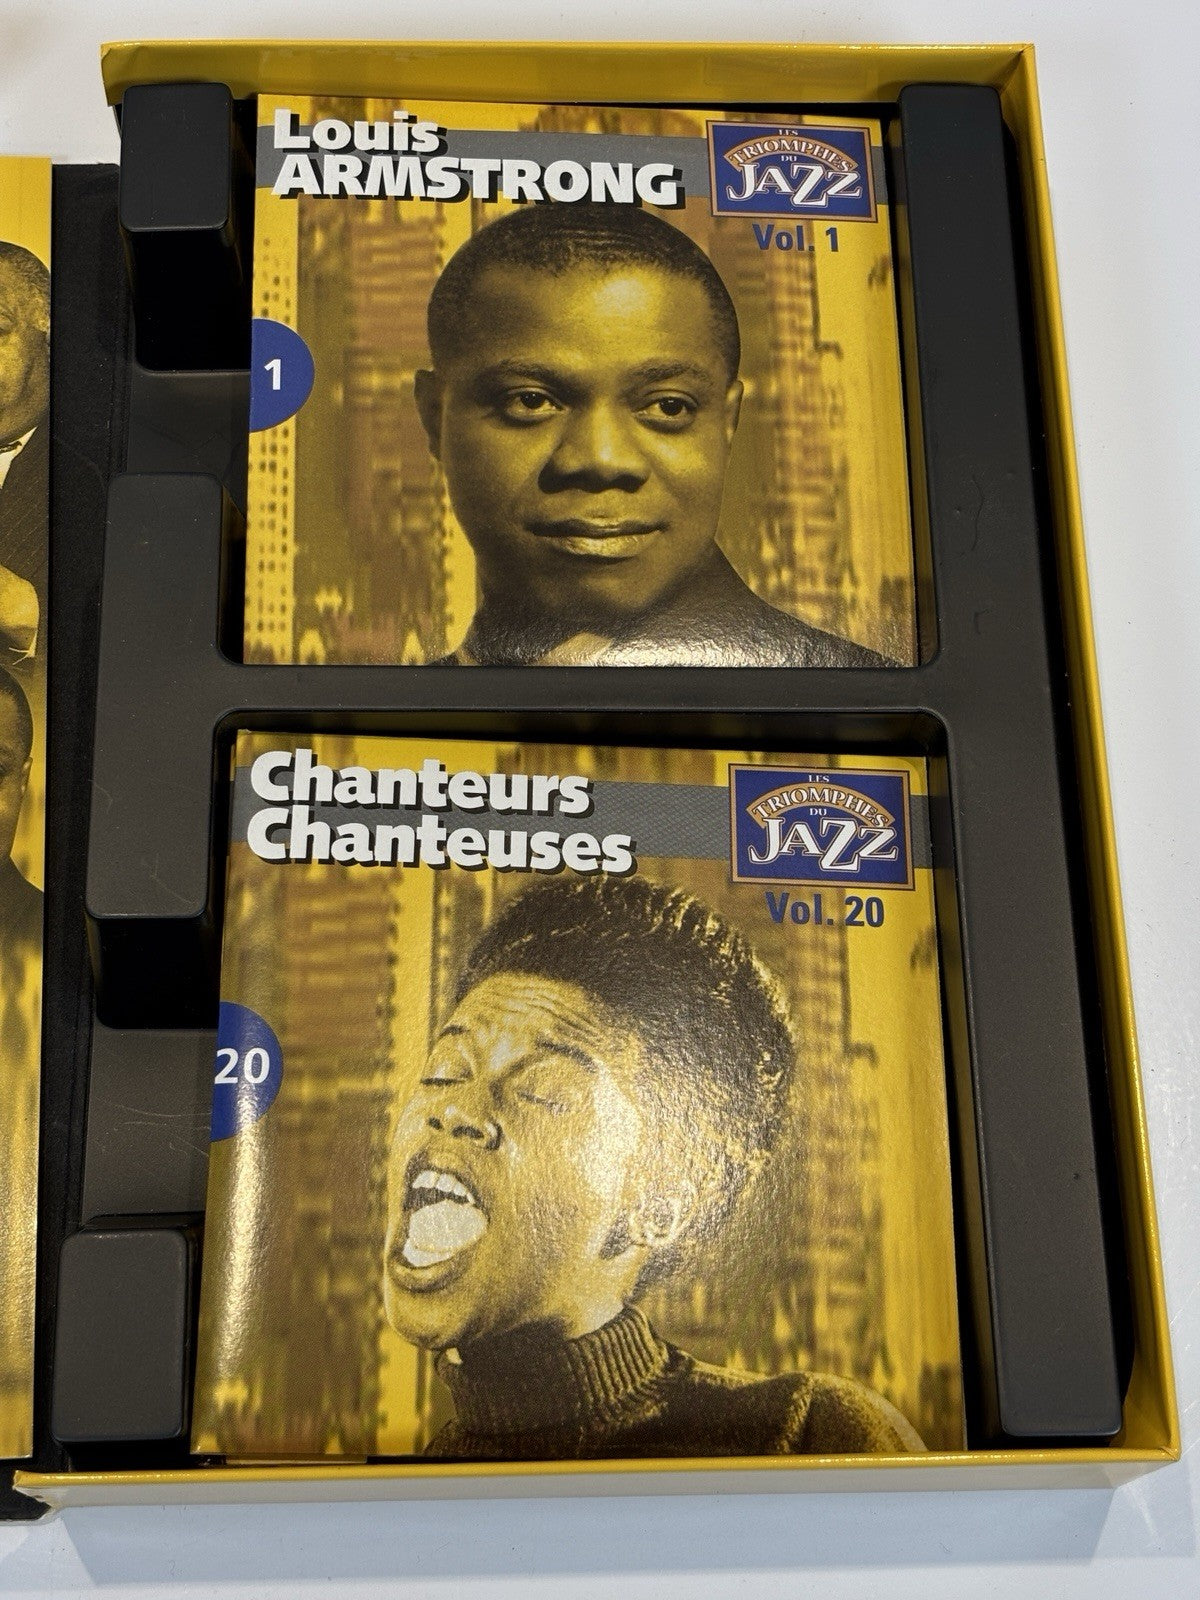 Louis
ARMSTRONG
LES
TRIOMPHES
DU
JAZZ
Vol. 1
1
Chanteurs
Chanteuses
LES
TRIOMPHES
DU
JAZZ
Vol. 20
20